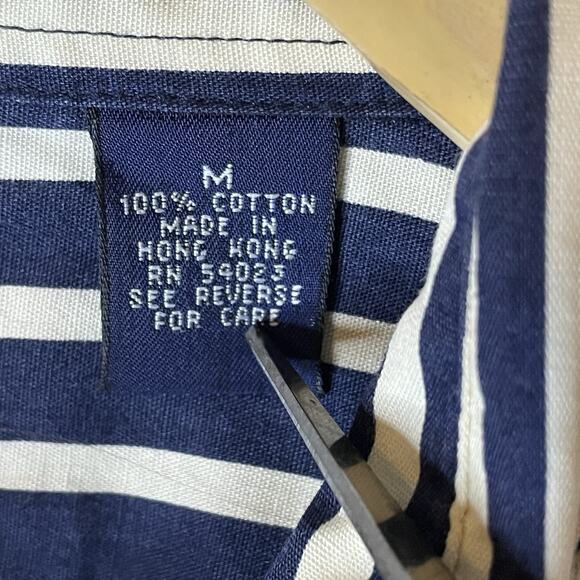 M
100% COTTON
MADE IN
HONG KONG
RN 54023
SEE REVERSE
FOR CARE